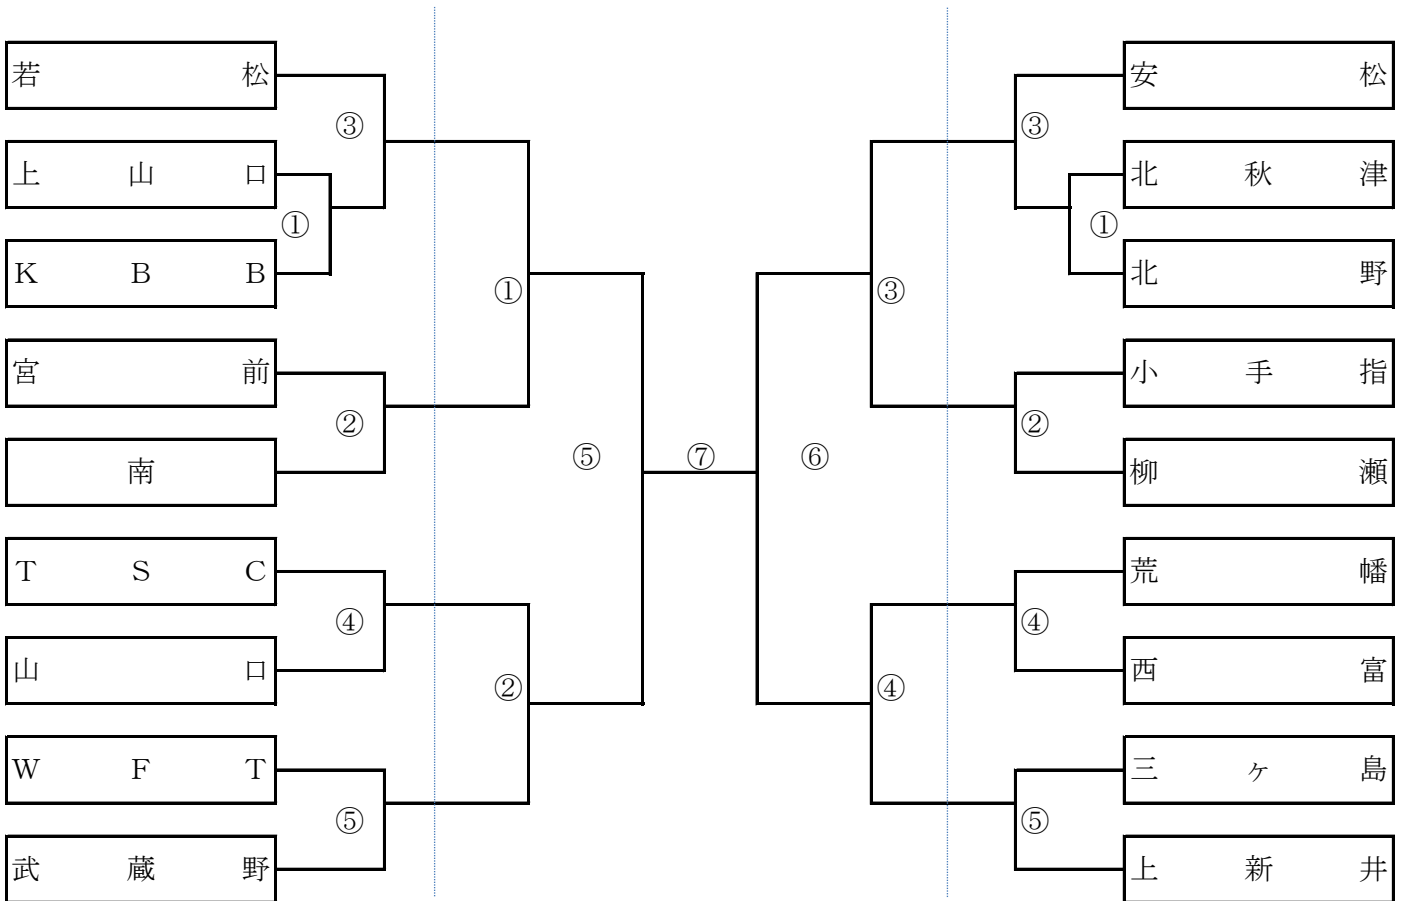 若松 安松
③ ③
上山口 北秋津
① ①
KBB 北野
① ③
宮前 小手指
② ②
南 柳瀬
⑤ ⑦ ⑥
TSC 荒幡
④ ④
山口 西富
② ④
WFT 三ヶ島
⑤ ⑤
武蔵野 上新井